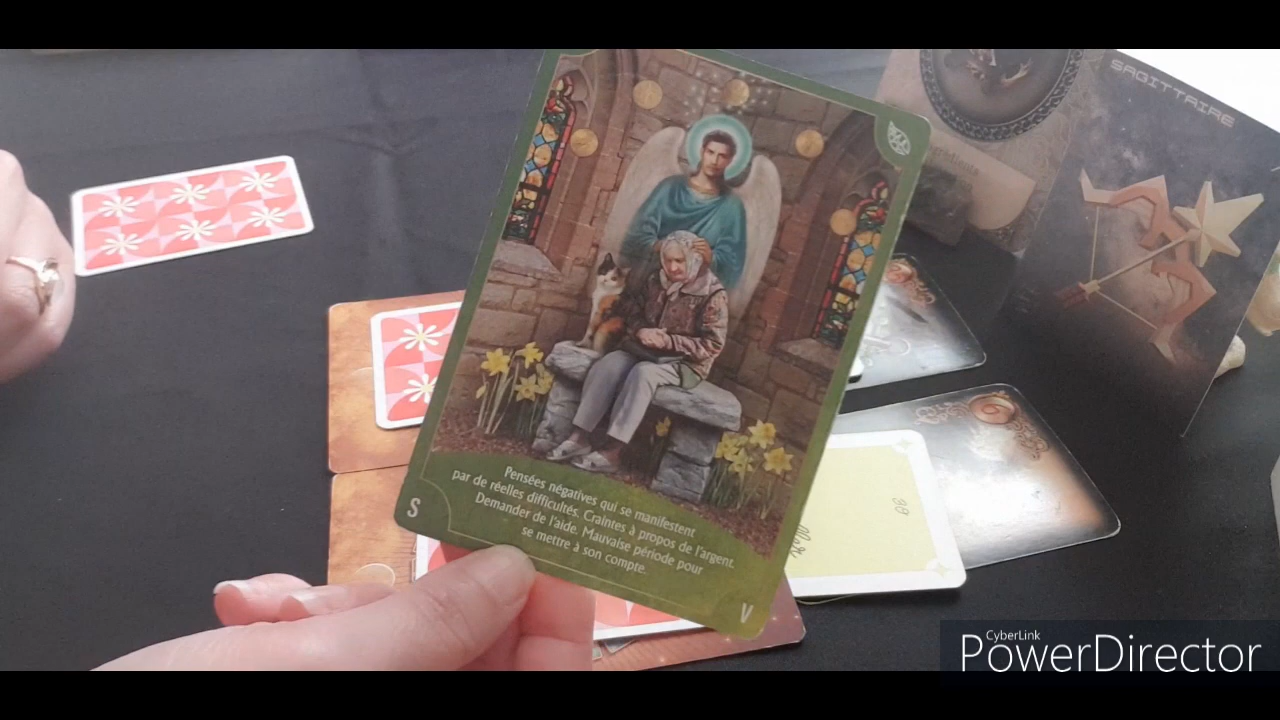 SAGITTAIRE
Pensées négatives qui se manifestent
par de réelles difficultés. Craintes à propos de l'argent.
Demander de l'aide. Mauvaise période pour
se mettre à son compte.
S
V
CyberLink
PowerDirector